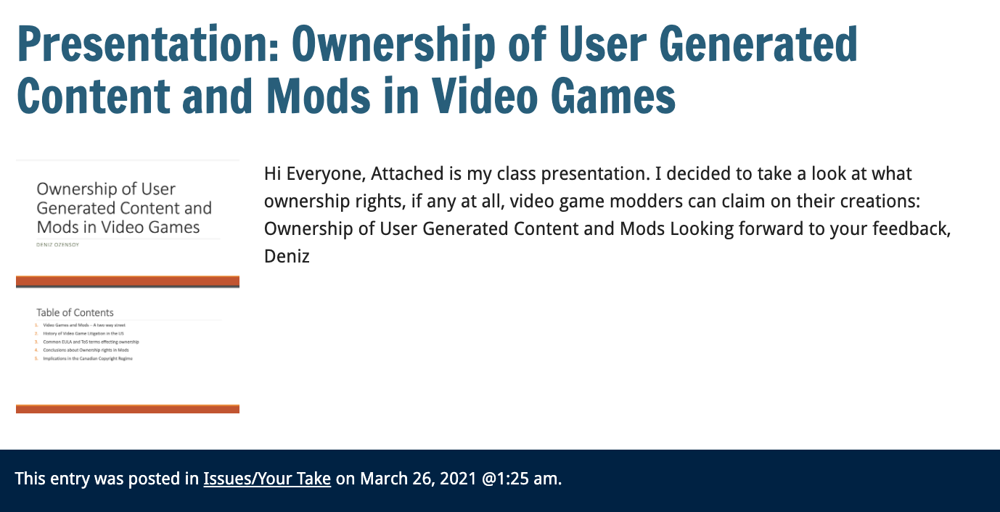 Presentation: Ownership of User Generated
Content and Mods in Video Games
Ownership of User
Generated Content and
Mods in Video Games
DENIZ OZENSOY
Table of Contents
1. Video Games and Mods – A two way street
2. History of Video Game Litigation in the US
3. Common EULA and ToS terms effecting ownership
4. Conclusions about Ownership rights in Mods
5. Implications in the Canadian Copyright Regime
Hi Everyone, Attached is my class presentation. I decided to take a look at what
ownership rights, if any at all, video game modders can claim on their creations:
Ownership of User Generated Content and Mods Looking forward to your feedback,
Deniz
This entry was posted in Issues/Your Take on March 26, 2021 @1:25 am.